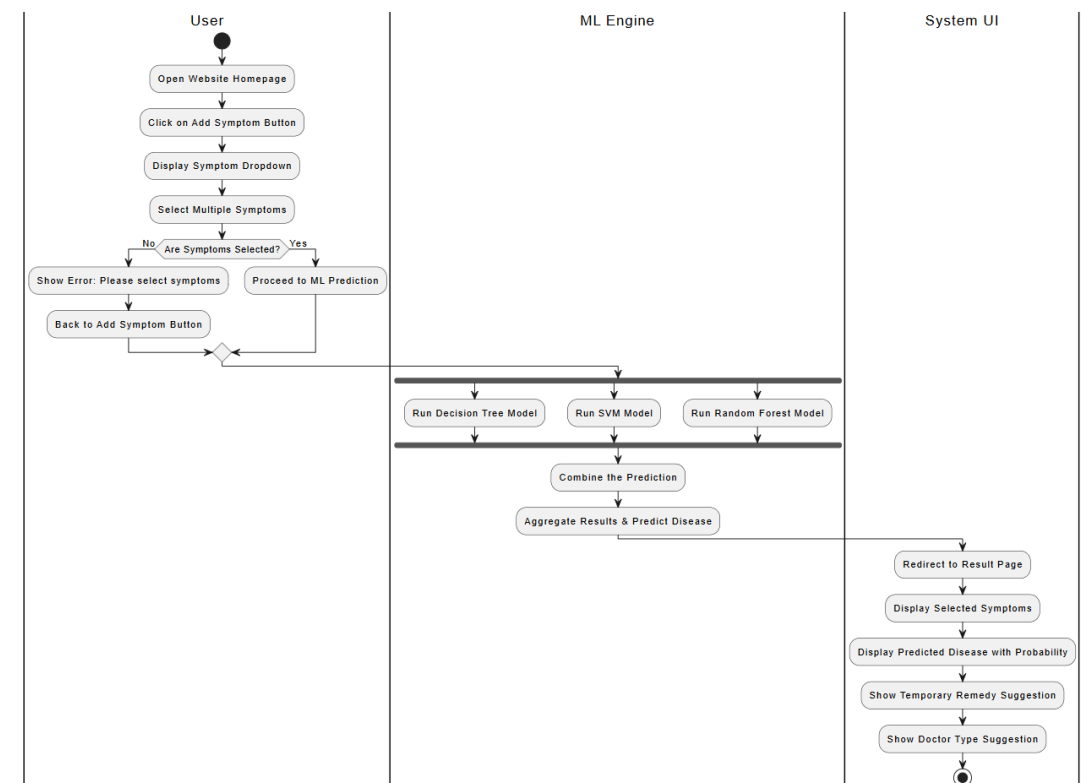 User
ML Engine
System UI
Open Website Homepage
Click on Add Symptom Button
Display Symptom Dropdown
Select Multiple Symptoms
No
Are Symptoms Selected?
Yes
Show Error: Please select symptoms
Proceed to ML Prediction
Back to Add Symptom Button
Run Decision Tree Model
Run SVM Model
Run Random Forest Model
Combine the Prediction
Aggregate Results & Predict Disease
Redirect to Result Page
Display Selected Symptoms
Display Predicted Disease with Probability
Show Temporary Remedy Suggestion
Show Doctor Type Suggestion